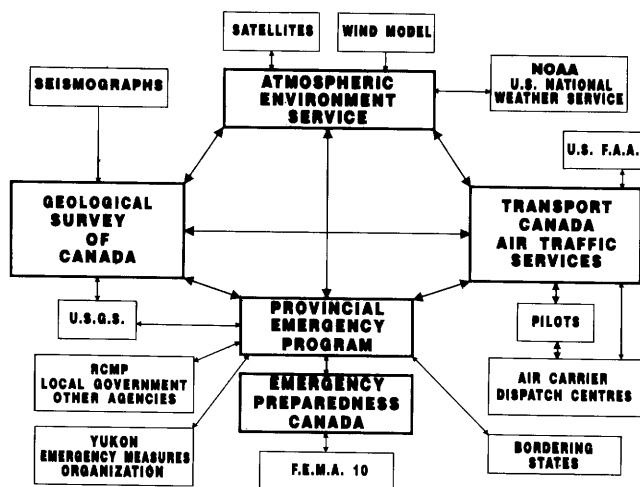 SATELLITES
WIND MODEL
SEISMOGRAPHS
ATMOSPHERIC
ENVIRONMENT
SERVICE
NOAA
U.S. NATIONAL
WEATHER SERVICE
U.S. F.A.A.
GEOLOGICAL
SURVEY
OF
CANADA
TRANSPORT
CANADA
AIR TRAFFIC
SERVICES
U.S.G.S.
PROVINCIAL
EMERGENCY
PROGRAM
PILOTS
RCMP
LOCAL GOVERNMENT
OTHER AGENCIES
EMERGENCY
PREPAREDNESS
CANADA
AIR CARRIER
DISPATCH CENTRES
YUKON
EMERGENCY MEASURES
ORGANIZATION
F.E.M.A. 10
BORDERING
STATES